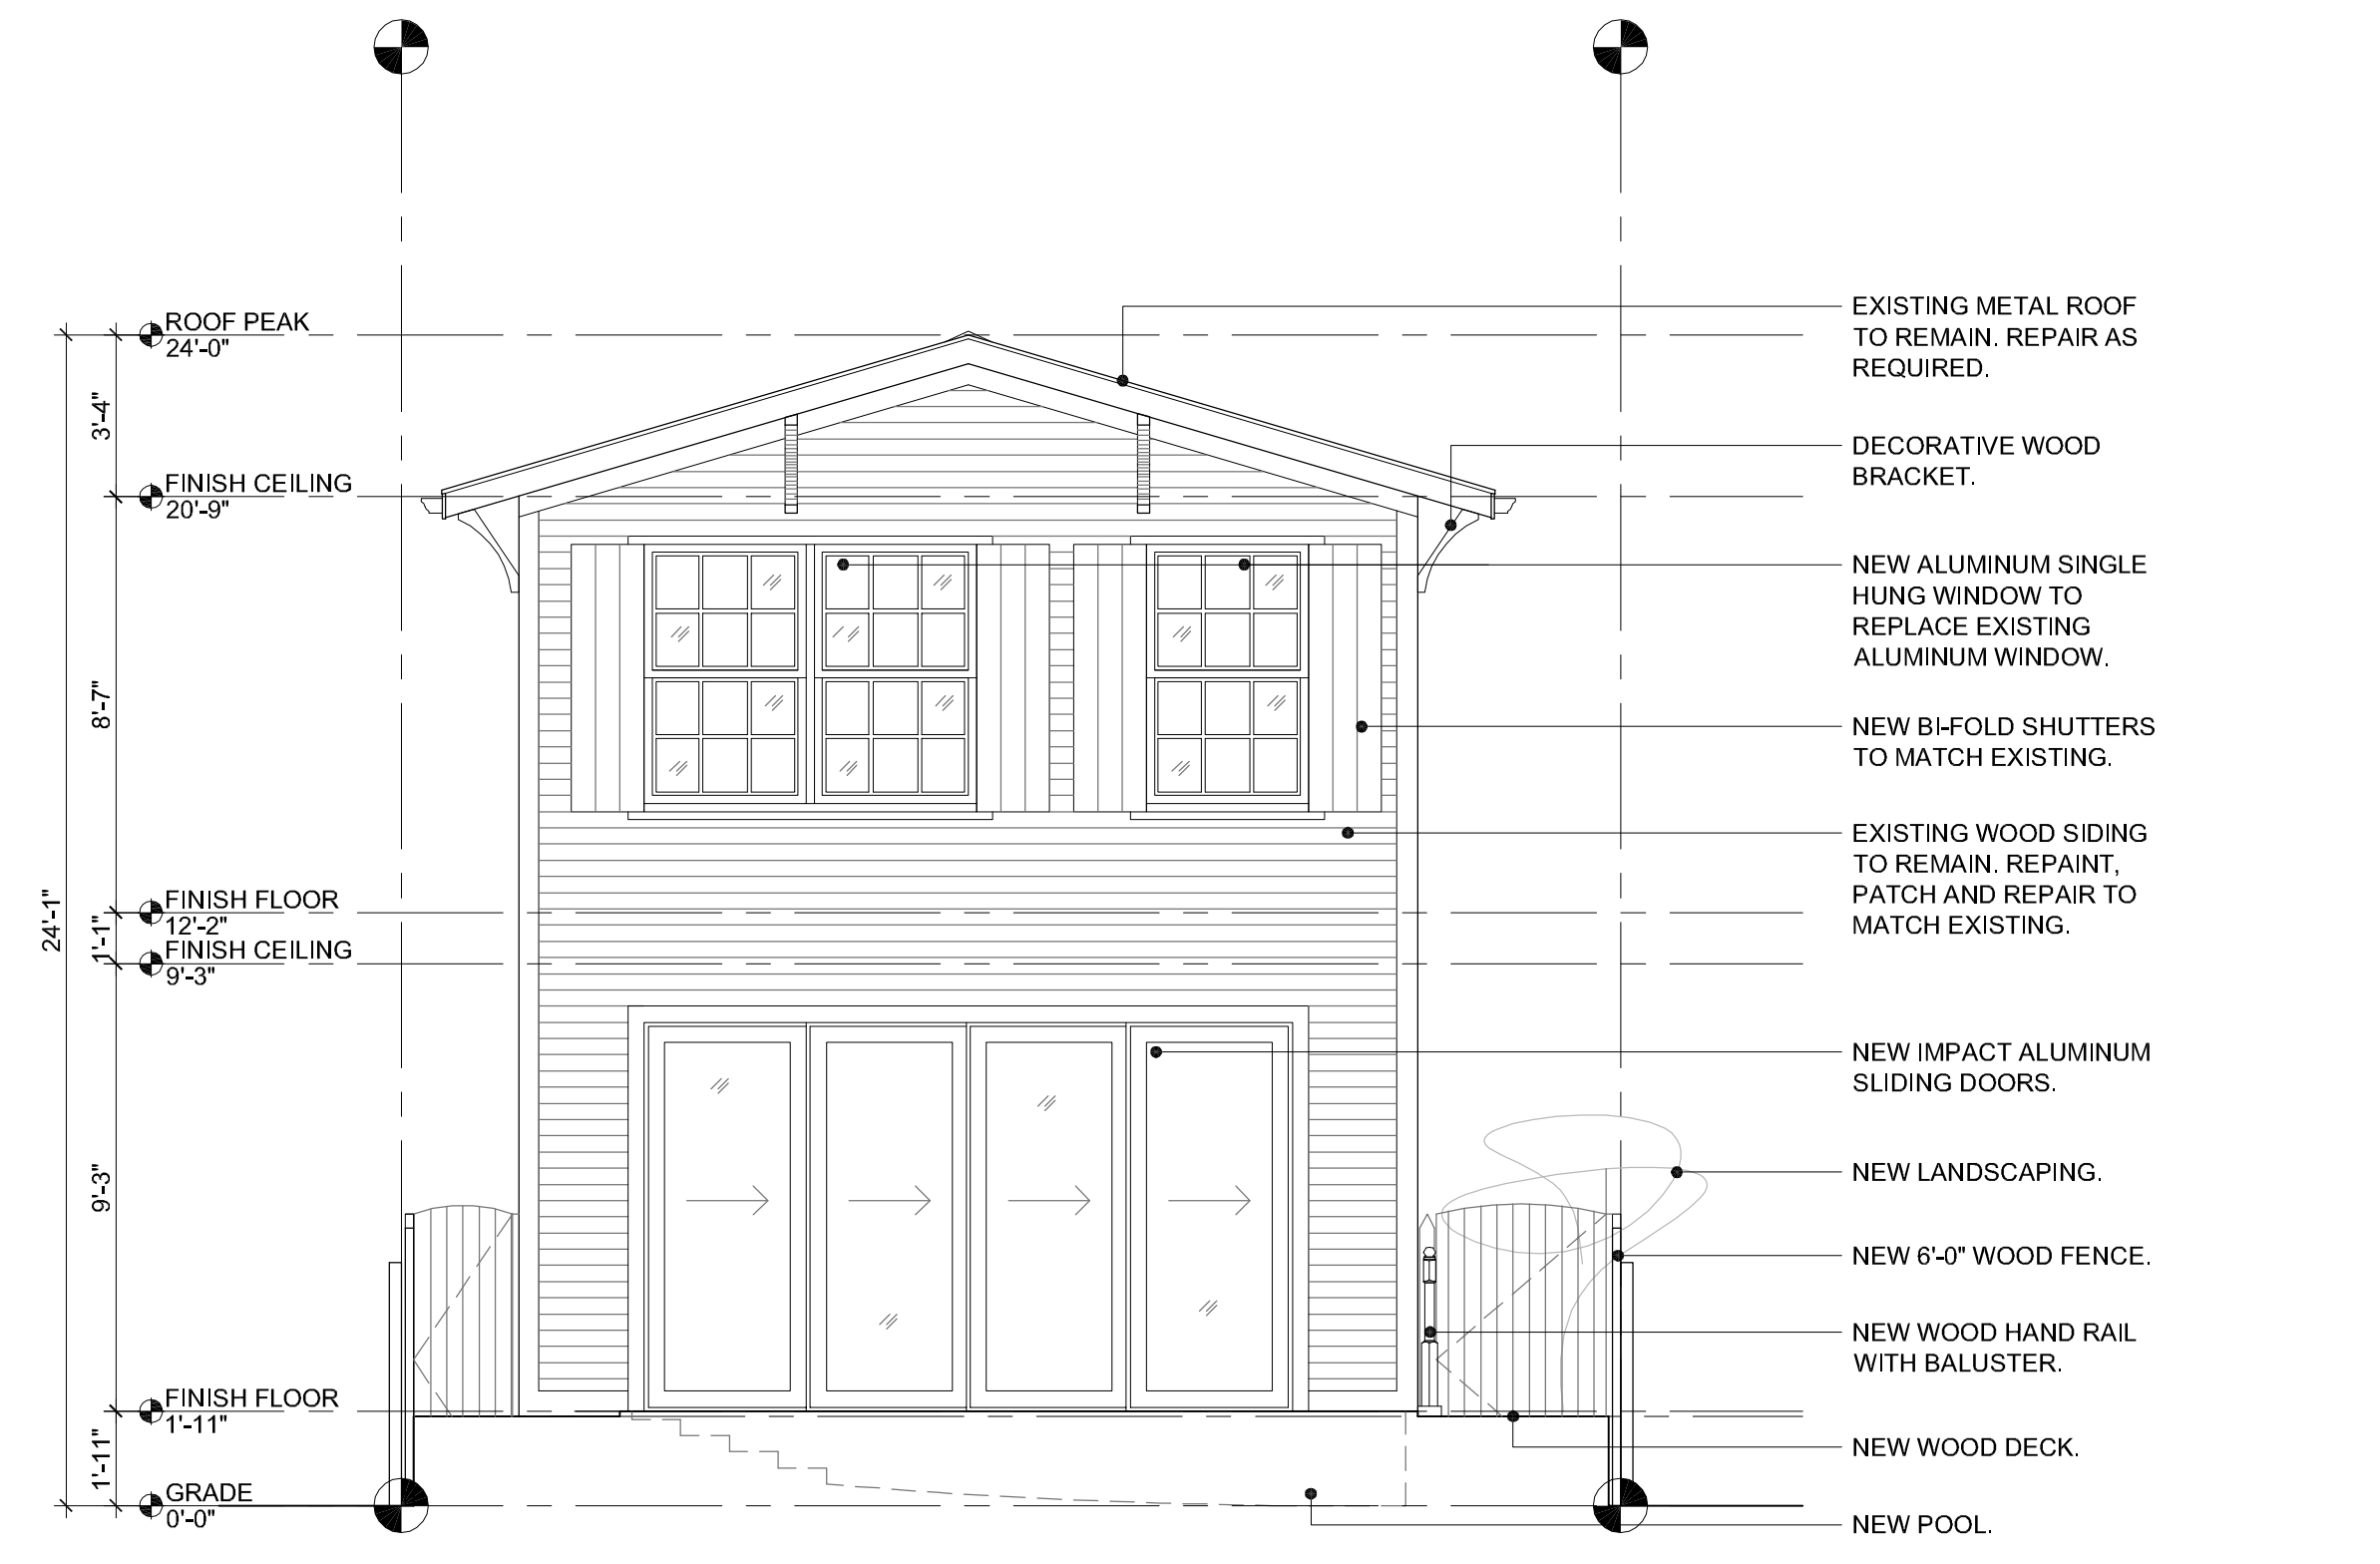 ROOF PEAK
24'-0"
3'-4"
FINISH CEILING
20'-9"
8'-7"
24'-1"
FINISH FLOOR
12'-2"
1'-1"
FINISH CEILING
9'-3"
9'-3"
FINISH FLOOR
1'-11"
1'-11"
GRADE
0'-0"
EXISTING METAL ROOF
TO REMAIN. REPAIR AS
REQUIRED.
DECORATIVE WOOD
BRACKET.
NEW ALUMINUM SINGLE
HUNG WINDOW TO
REPLACE EXISTING
ALUMINUM WINDOW.
NEW BI-FOLD SHUTTERS
TO MATCH EXISTING.
EXISTING WOOD SIDING
TO REMAIN. REPAINT,
PATCH AND REPAIR TO
MATCH EXISTING.
NEW IMPACT ALUMINUM
SLIDING DOORS.
NEW LANDSCAPING.
NEW 6'-0" WOOD FENCE.
NEW WOOD HAND RAIL
WITH BALUSTER.
NEW WOOD DECK.
NEW POOL.